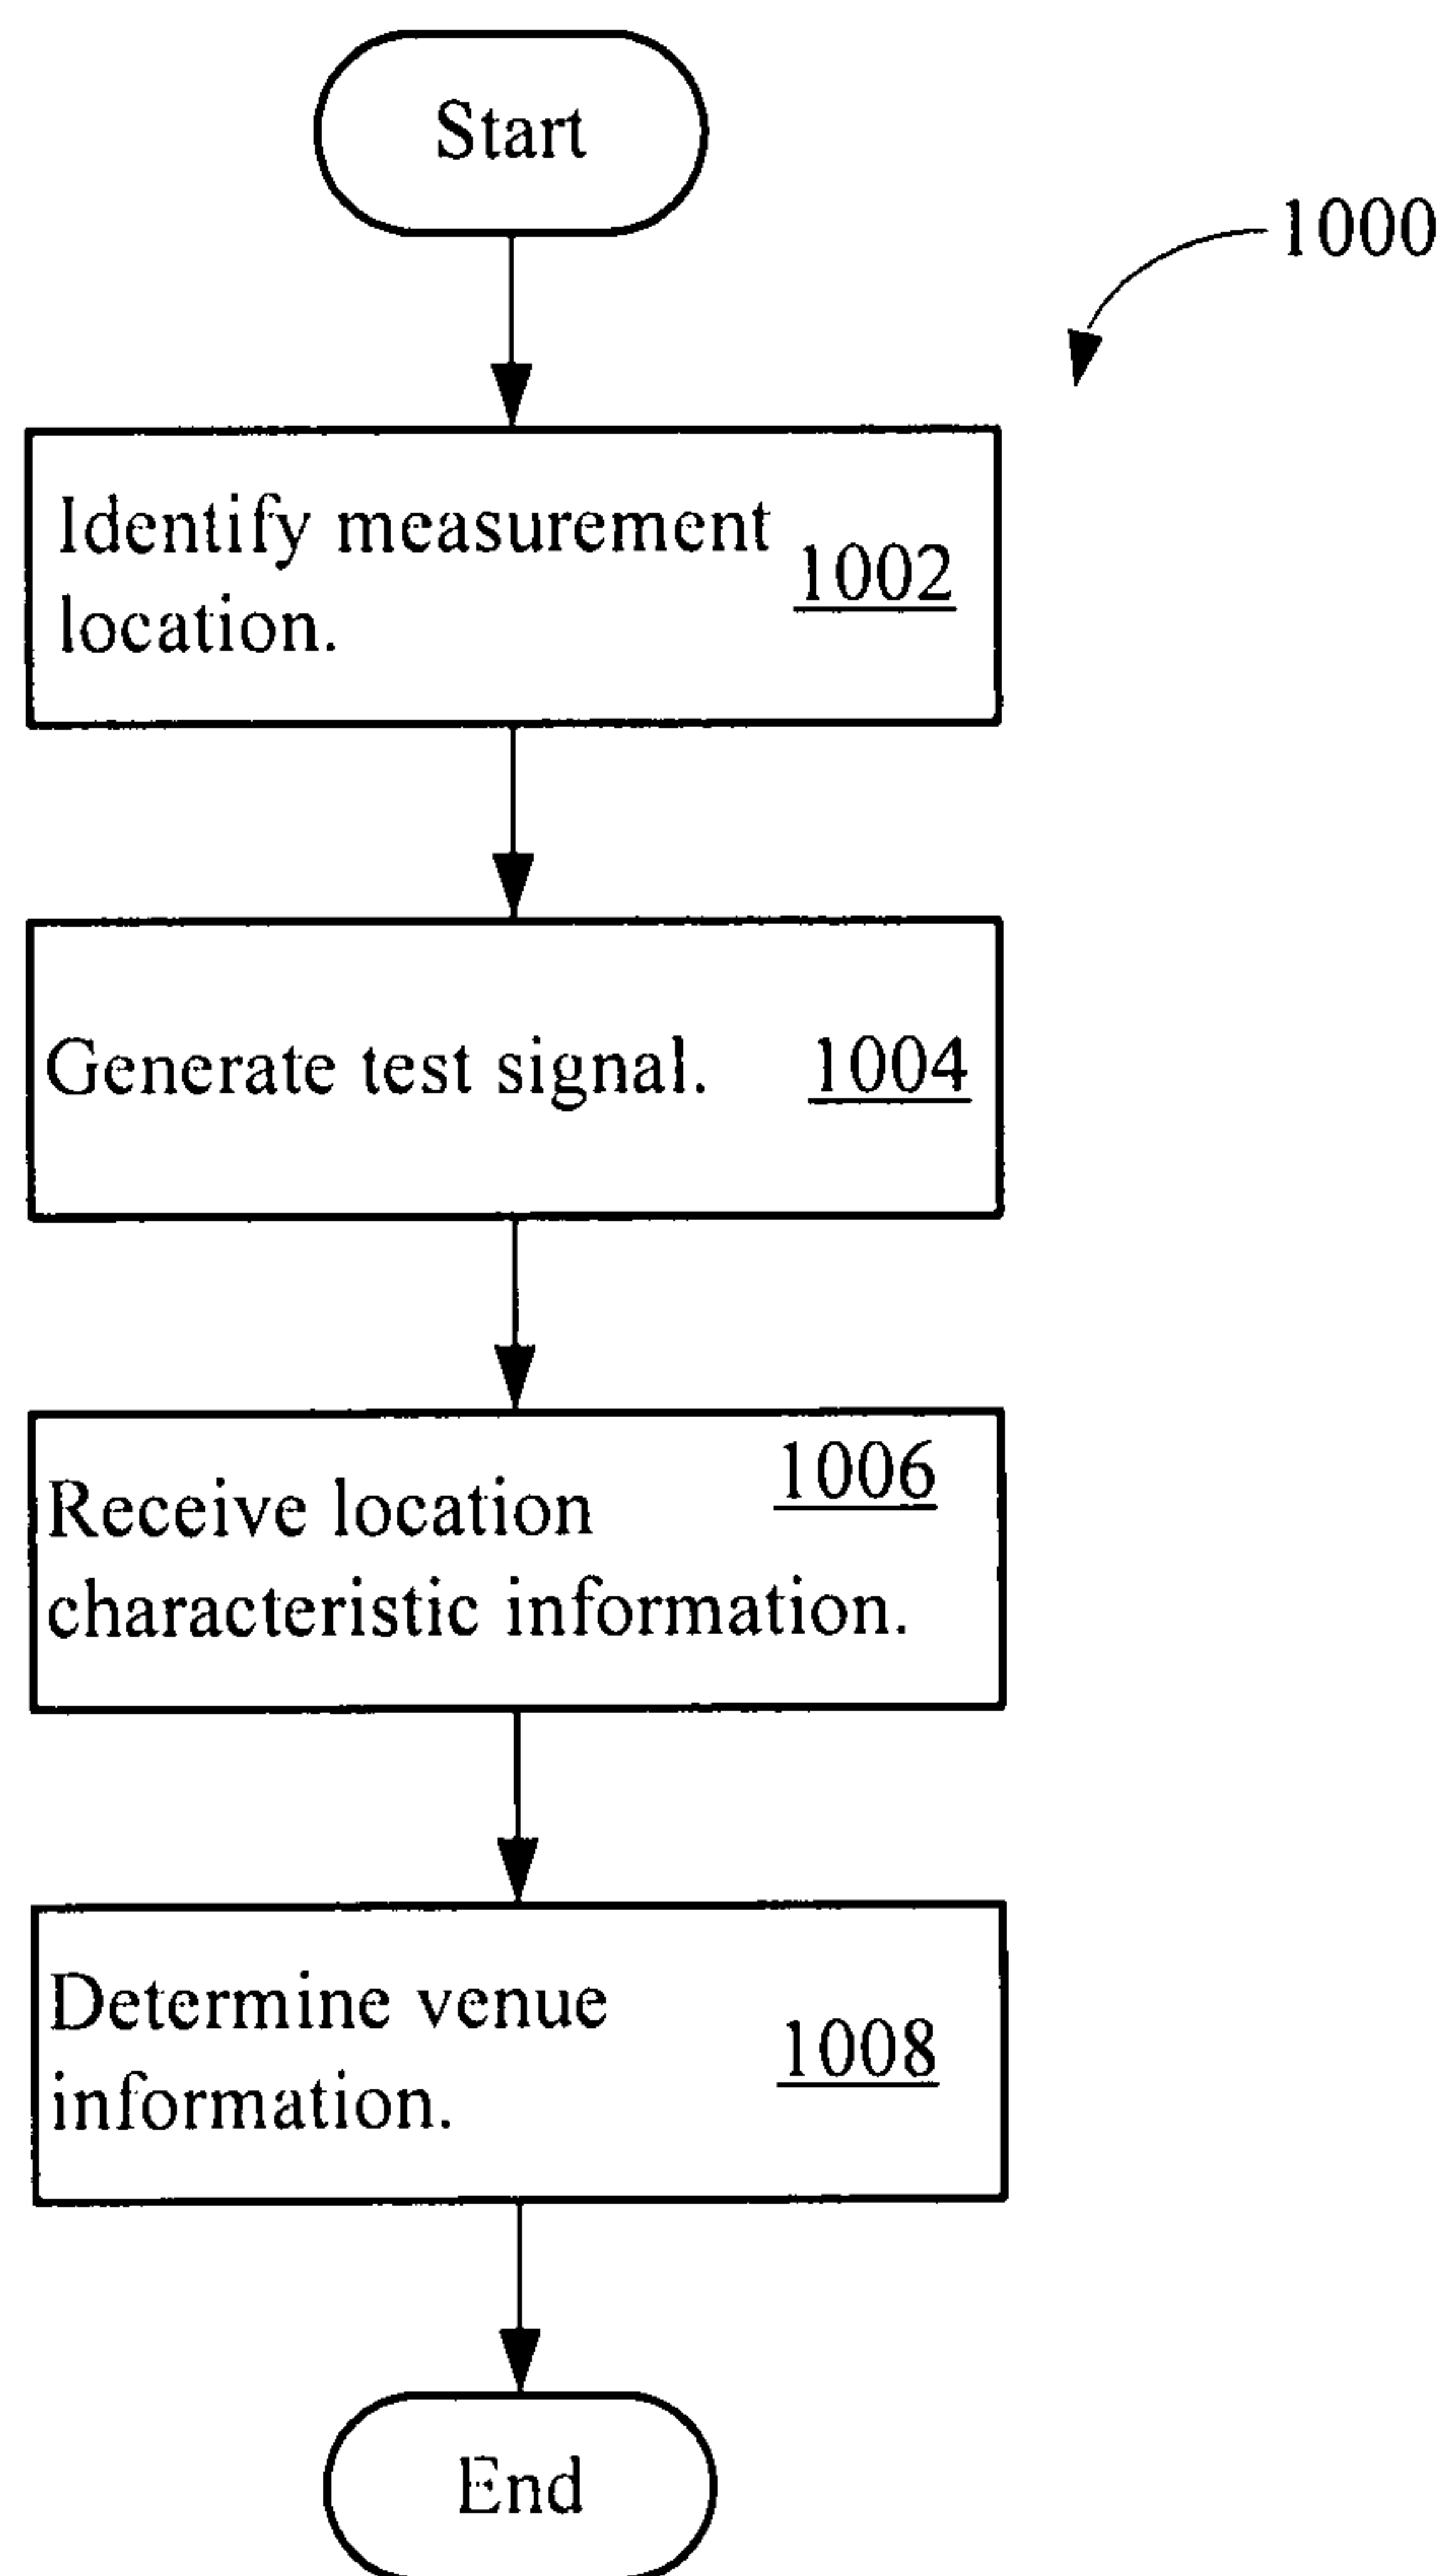 Start
1000
Identify measurement
location.
1002
Generate test signal.
1004
1006
Receive location
characteristic information.
Determine venue
information.
1008
End